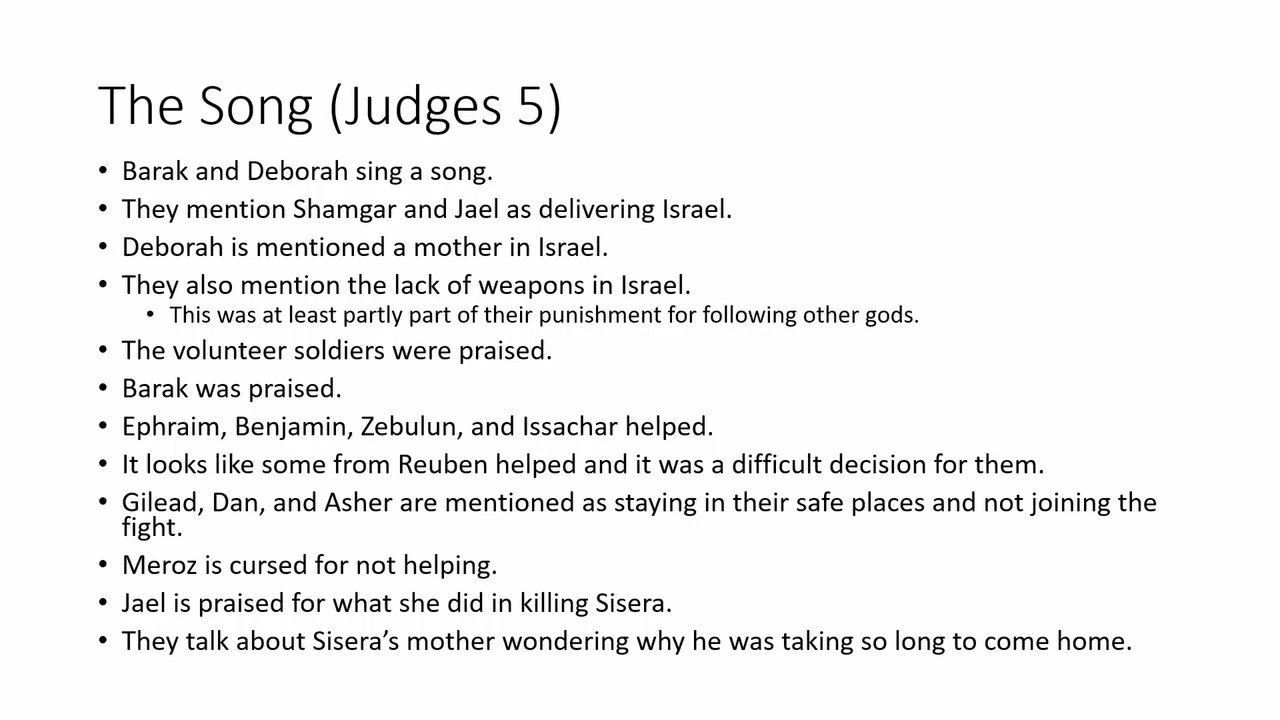 The Song (Judges 5)
• Barak and Deborah sing a song.
• They mention Shamgar and Jael as delivering Israel.
• Deborah is mentioned a mother in Israel.
• They also mention the lack of weapons in Israel.
• This was at least partly part of their punishment for following other gods.
• The volunteer soldiers were praised.
• Barak was praised.
• Ephraim, Benjamin, Zebulun, and Issachar helped.
• It looks like some from Reuben helped and it was a difficult decision for them.
• Gilead, Dan, and Asher are mentioned as staying in their safe places and not joining the
fight.
• Meroz is cursed for not helping.
• Jael is praised for what she did in killing Sisera.
• They talk about Sisera’s mother wondering why he was taking so long to come home.